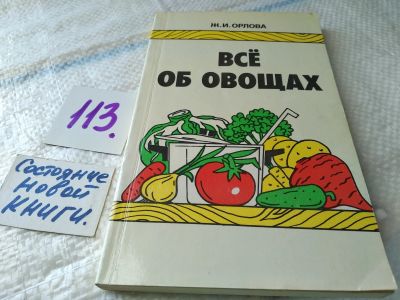 Ж.И.ОРЛОВА
ВСЁ
ОБ ОВОЩАХ
113.
Состояние
новой
книги.